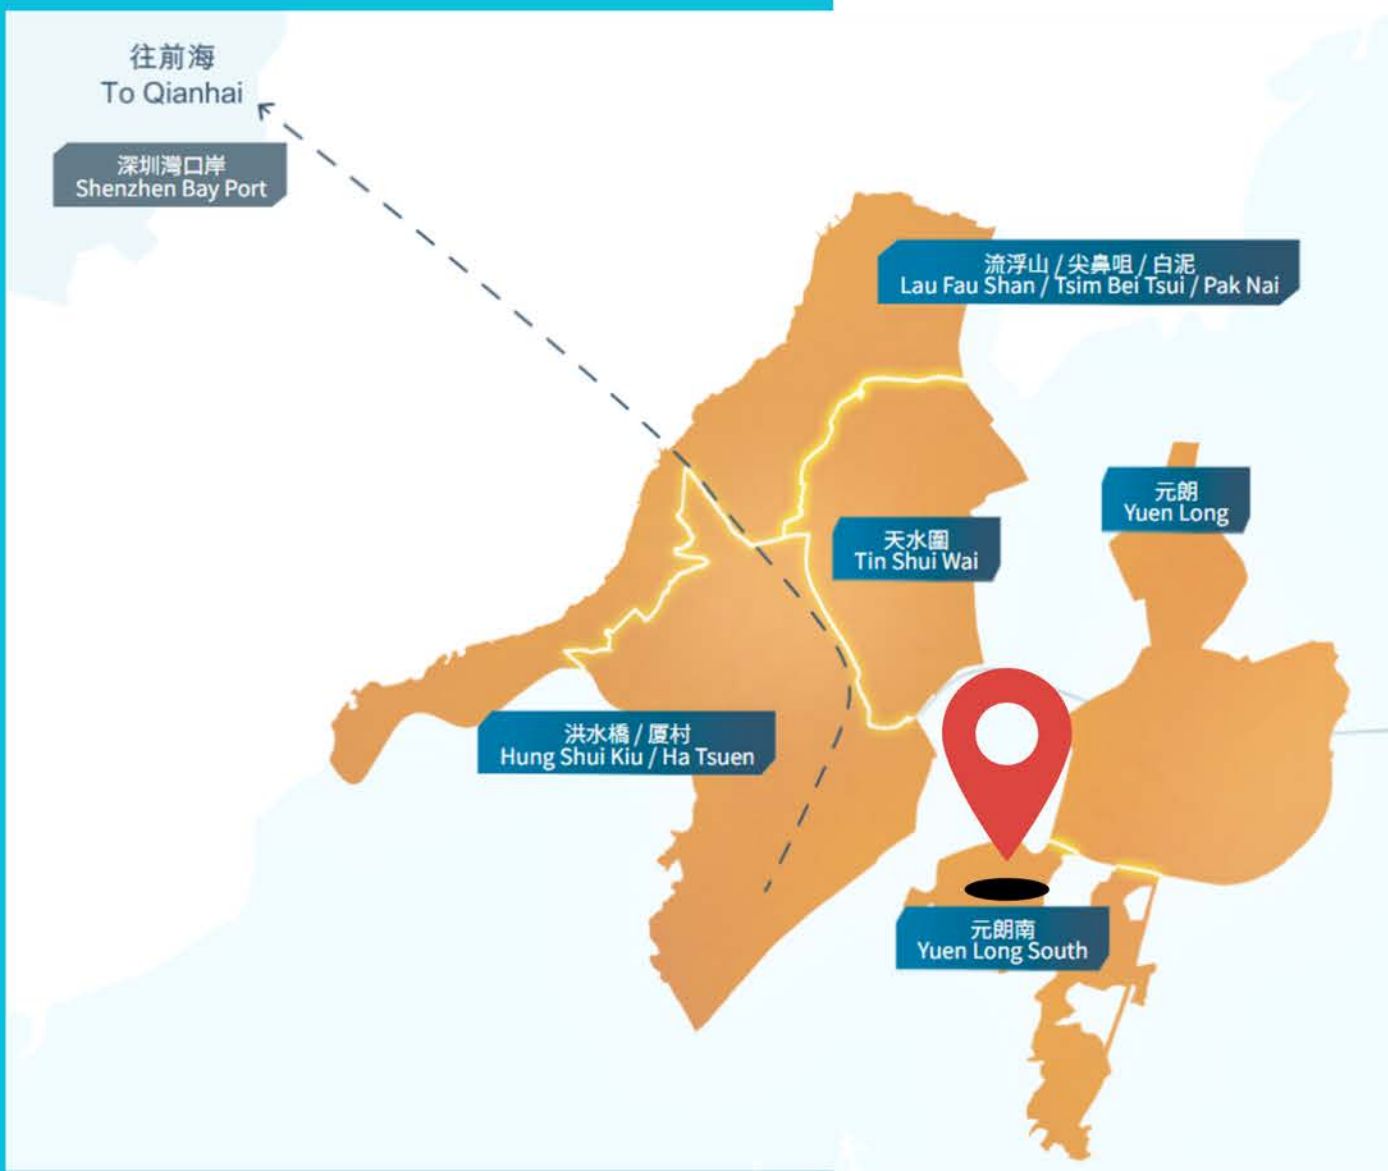 往前海
To Qianhai
深圳灣口岸
Shenzhen Bay Port
流浮山 / 尖鼻咀 / 白泥
Lau Fau Shan / Tsim Bei Tsui / Pak Nai
元朗
Yuen Long
天水圍
Tin Shui Wai
洪水橋 / 厦村
Hung Shui Kiu / Ha Tsuen
元朗南
Yuen Long South